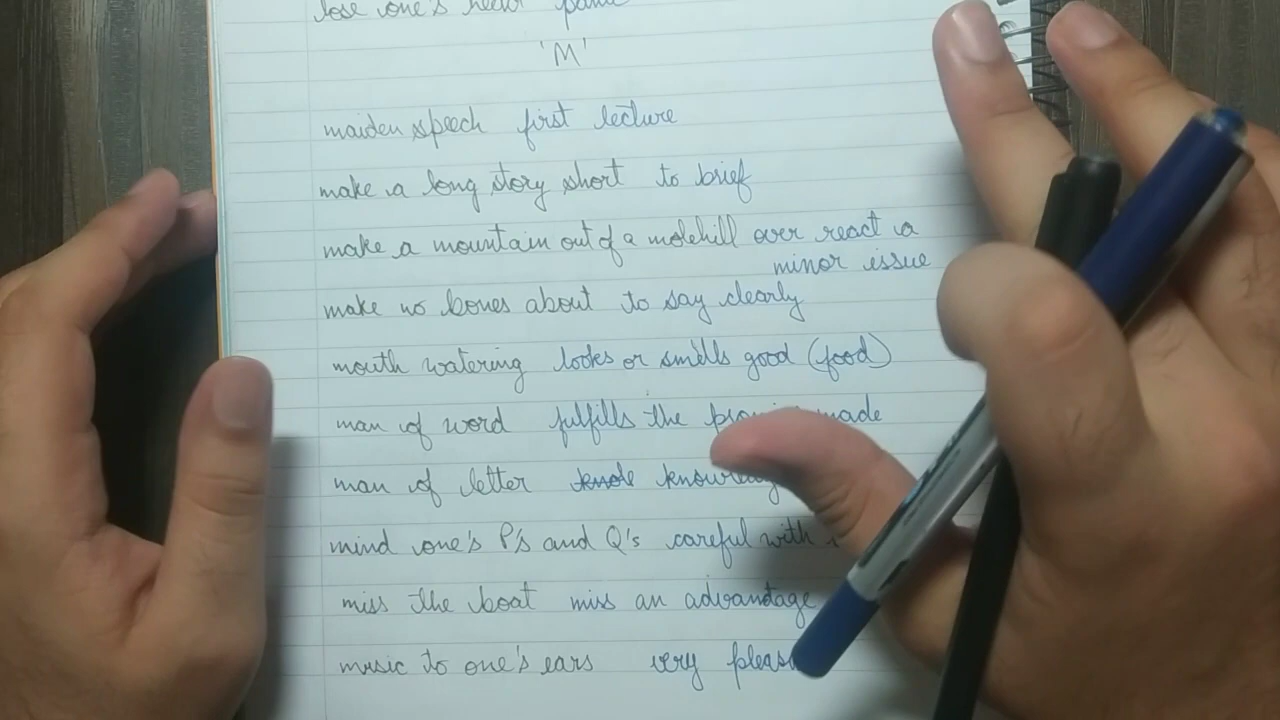 lose one's
'M'
maiden speech first lecture
make a long story short to brief
make a mountain out of a molehill over react a
minor issue
make no bones about to say clearly
mouth watering looks or smells good (food)
man of word fulfills the made
man of letter
mind one's P's and Q's careful with
miss the boat miss an advantage
music to one's ears very